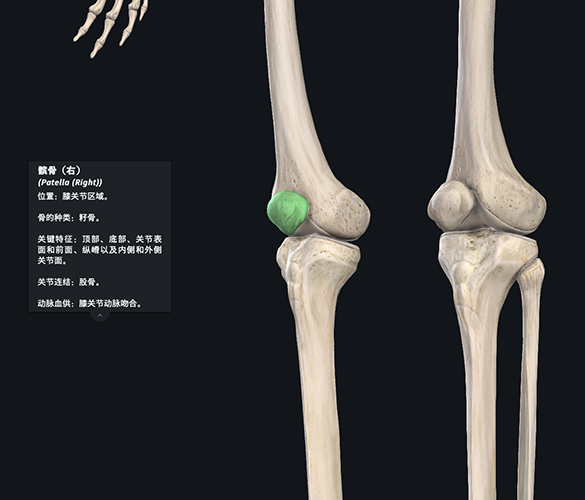 髌骨（右）
(Patella (Right))
位置：膝关节区域。
骨的种类：籽骨。
关键特征：顶部、底部、关节表
面和前面、纵嵴以及内侧和外侧
关节面。
关节连结：股骨。
动脉血供：膝关节动脉吻合。